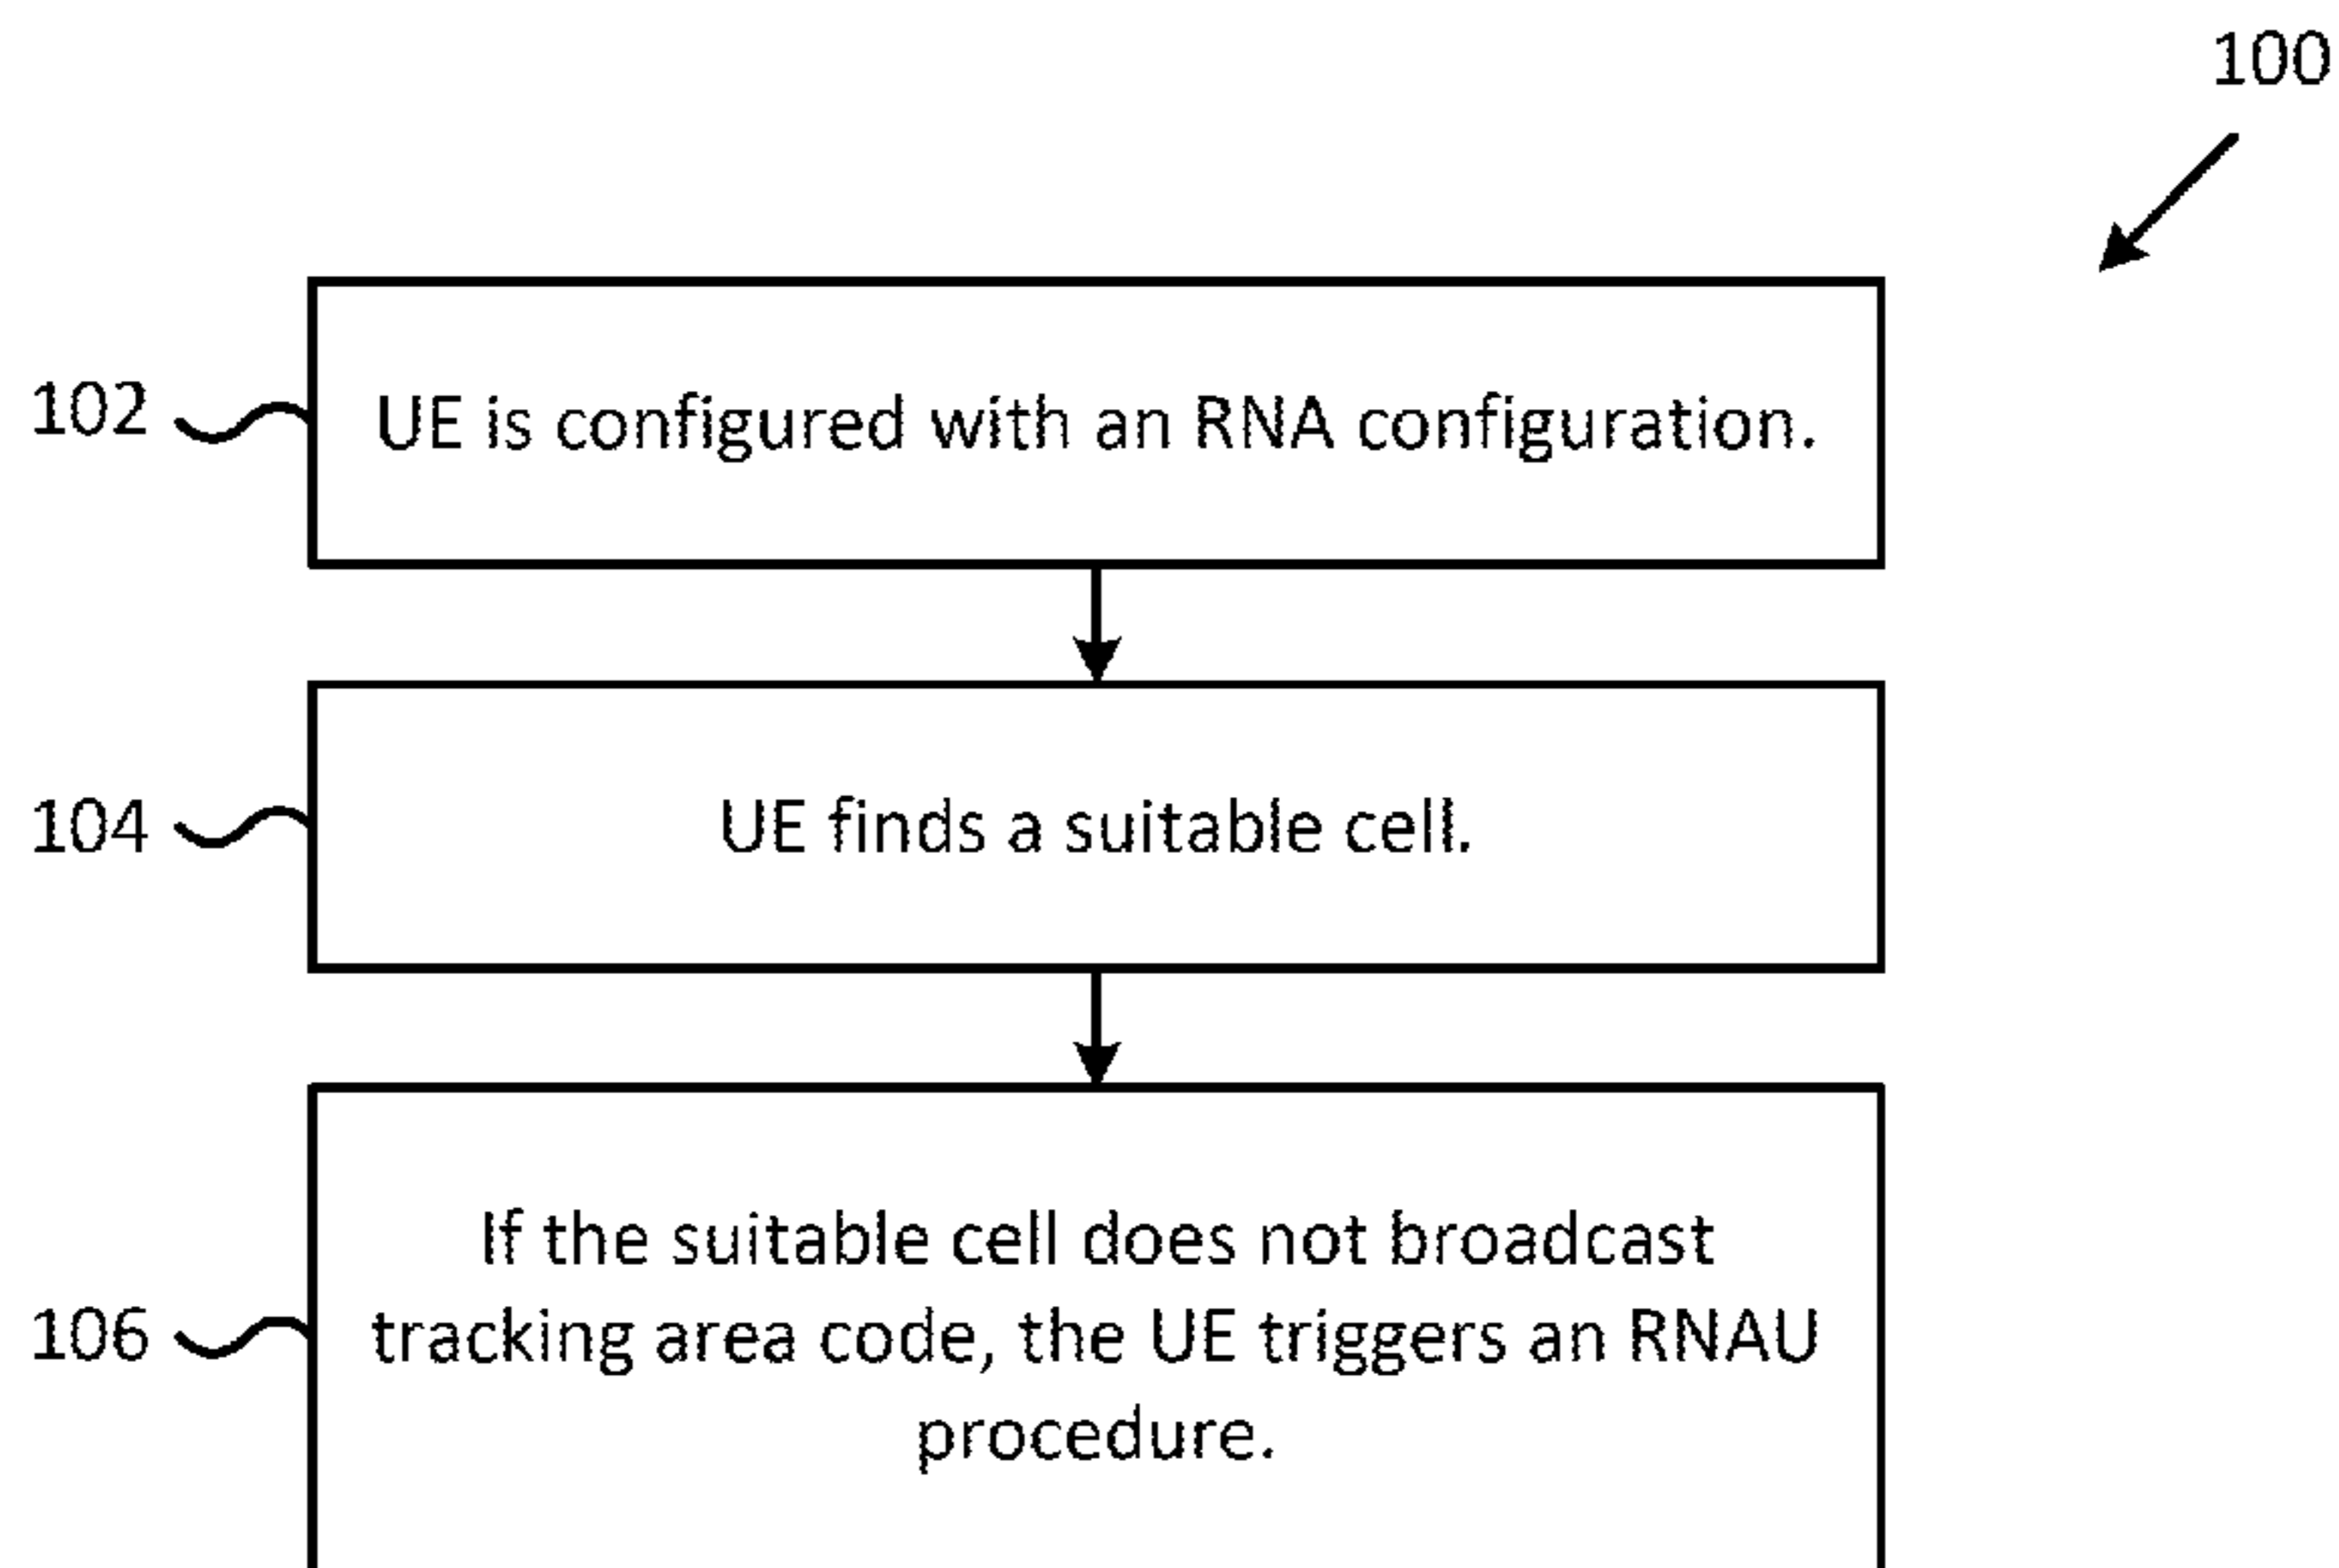 100
102
UE is configured with an RNA configuration.
104
UE finds a suitable cell.
106
If the suitable cell does not broadcast
tracking area code, the UE triggers an RNAU
procedure.